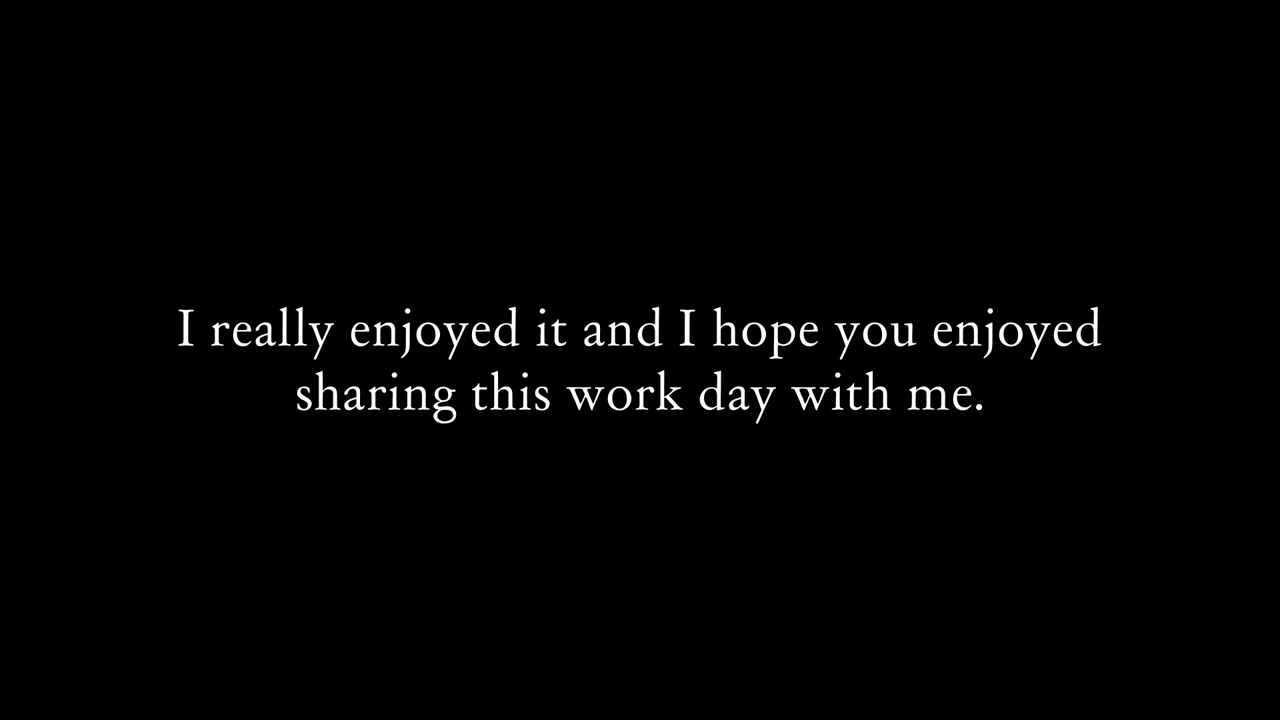 I really enjoyed it and I hope you enjoyed
sharing this work day with me.